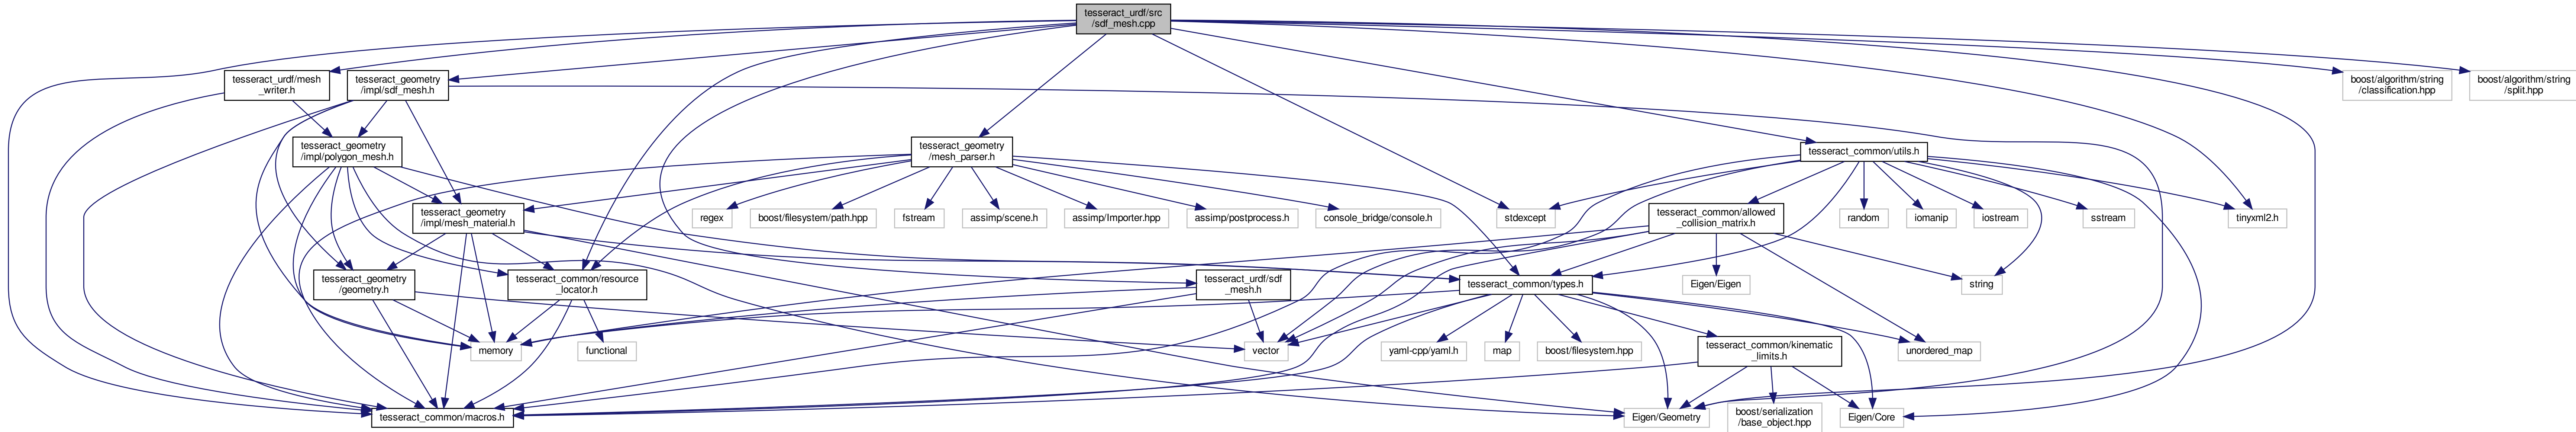 tesseract_urdf/src
/sdf_mesh.cpp
tesseract_urdf/mesh
_writer.h
tesseract_geometry
/impl/sdf_mesh.h
boost/algorithm/string
/classification.hpp
boost/algorithm/string
/split.hpp
tesseract_geometry
/impl/polygon_mesh.h
tesseract_geometry
/mesh_parser.h
tesseract_common/utils.h
tesseract_geometry
/impl/mesh_material.h
regex
boost/filesystem/path.hpp
fstream
assimp/scene.h
assimp/Importer.hpp
assimp/postprocess.h
console_bridge/console.h
stdexcept
tesseract_common/allowed
_collision_matrix.h
random
iomanip
iostream
sstream
tinyxml2.h
tesseract_geometry
/geometry.h
tesseract_common/resource
_locator.h
tesseract_urdf/sdf
_mesh.h
tesseract_common/types.h
Eigen/Eigen
string
memory
functional
vector
yaml-cpp/yaml.h
map
boost/filesystem.hpp
tesseract_common/kinematic
_limits.h
unordered_map
tesseract_common/macros.h
Eigen/Geometry
boost/serialization
/base_object.hpp
Eigen/Core